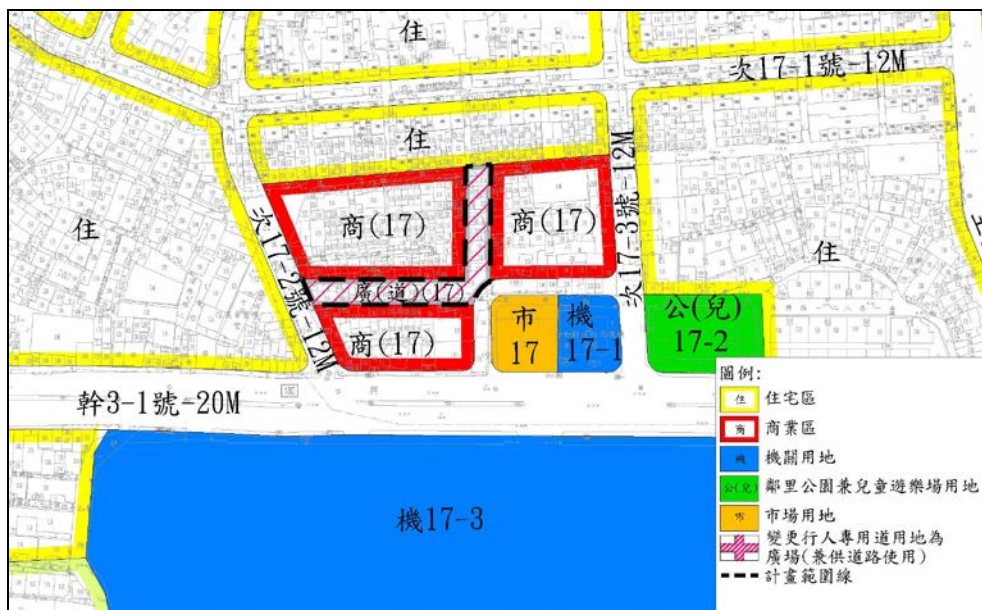 住
次17-1號-12M
住
次17-3號-12M
商(17)
商(17)
住
住
次17-2號-12M
廣(道)(17)
市
17
機
17-1
公(兒)
17-2
商(17)
幹3-1號-20M
機17-3
圖例:
住 住宅區
商 商業區
機 機關用地
公(兒) 鄰里公園兼兒童遊樂場用地
市 市場用地
變更行人專用道用地為
廣場(兼供道路使用)
計畫範圍線